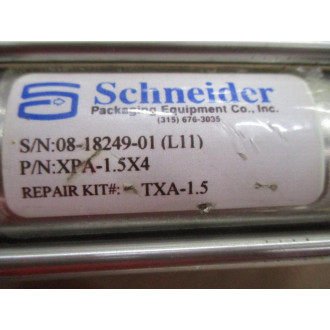 Schneider
Packaging Equipment Co., Inc.
(315) 676-3035
S/N:08-18249-01 (L11)
P/N:XPA-1.5X4
REPAIR KIT#: TXA-1.5